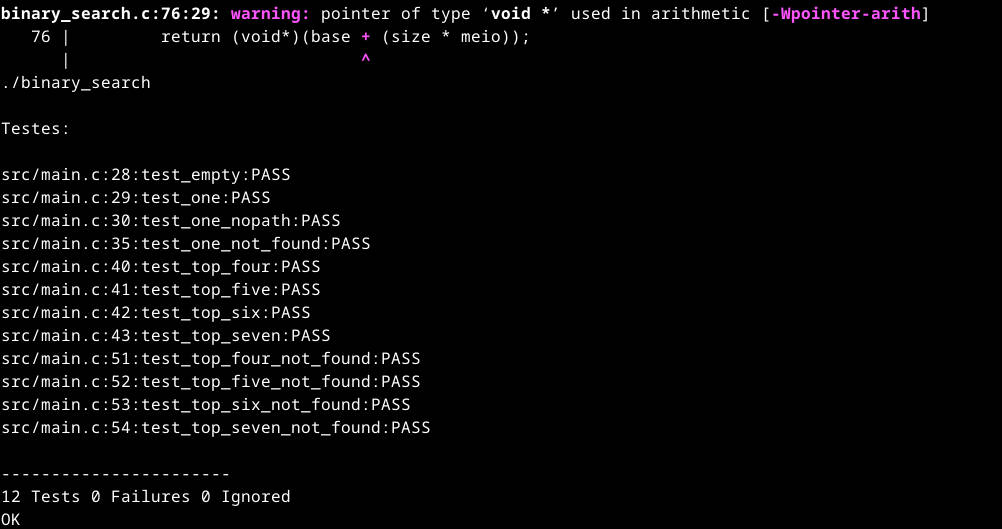 binary_search.c:76:29: warning: pointer of type ‘void *’ used in arithmetic [-Wpointer-arith]
   76 |         return (void*)(base + (size * meio));
      |                             ^
./binary_search

Testes:

src/main.c:28:test_empty:PASS
src/main.c:29:test_one:PASS
src/main.c:30:test_one_nopath:PASS
src/main.c:35:test_one_not_found:PASS
src/main.c:40:test_top_four:PASS
src/main.c:41:test_top_five:PASS
src/main.c:42:test_top_six:PASS
src/main.c:43:test_top_seven:PASS
src/main.c:51:test_top_four_not_found:PASS
src/main.c:52:test_top_five_not_found:PASS
src/main.c:53:test_top_six_not_found:PASS
src/main.c:54:test_top_seven_not_found:PASS

-----------------------
12 Tests 0 Failures 0 Ignored
OK